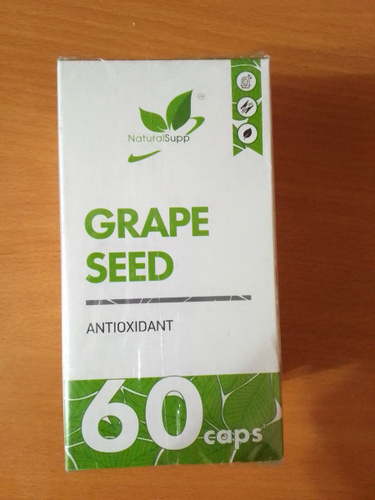 NaturalSupp
GRAPE
SEED
ANTIOXIDANT
60 caps